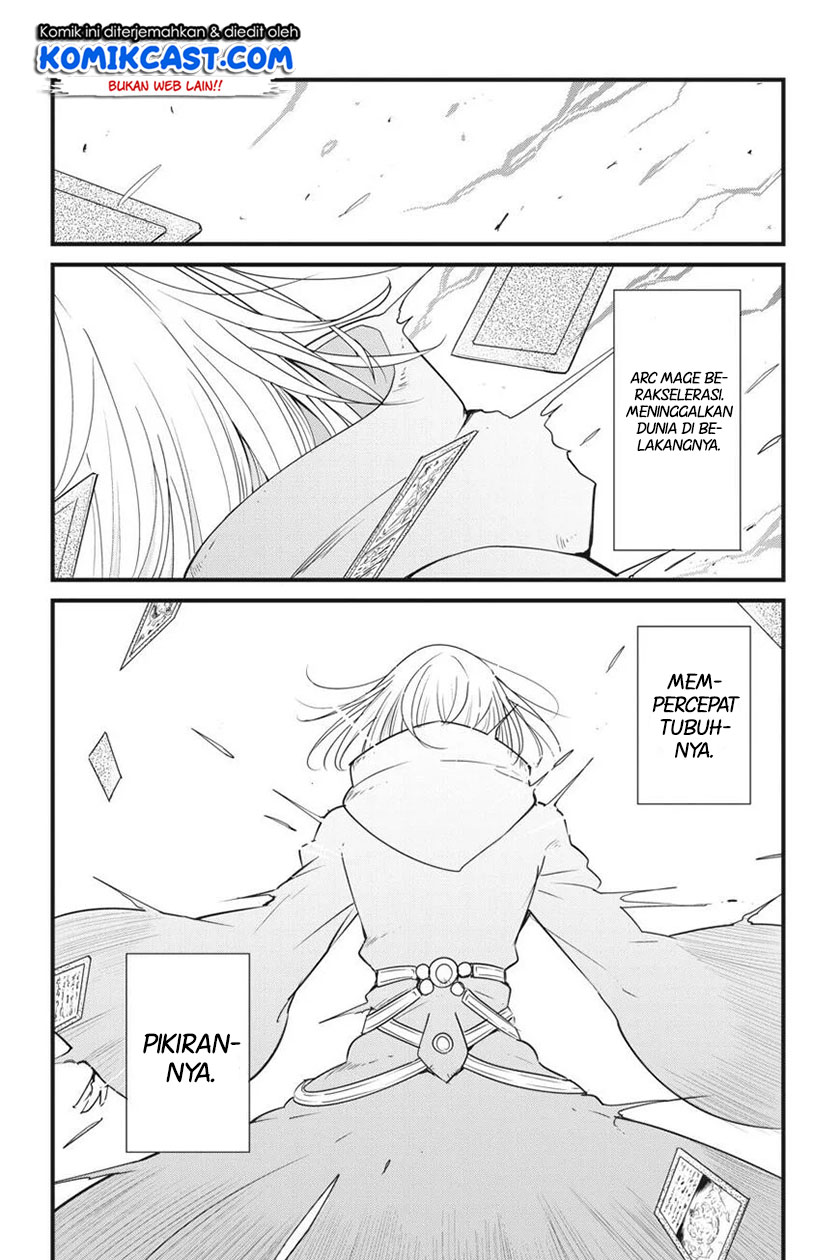 Komik ini diterjemahkan & diedit oleh
KOMIKCAST.COM
BUKAN WEB LAIN!!
ARC MAGE BE-
RAKSELERASI.
MENINGGALKAN
DUNIA DI BE-
LAKANGNYA.
MEM-
PERCEPAT
TUBUH-
NYA.
PIKIRAN-
NYA.